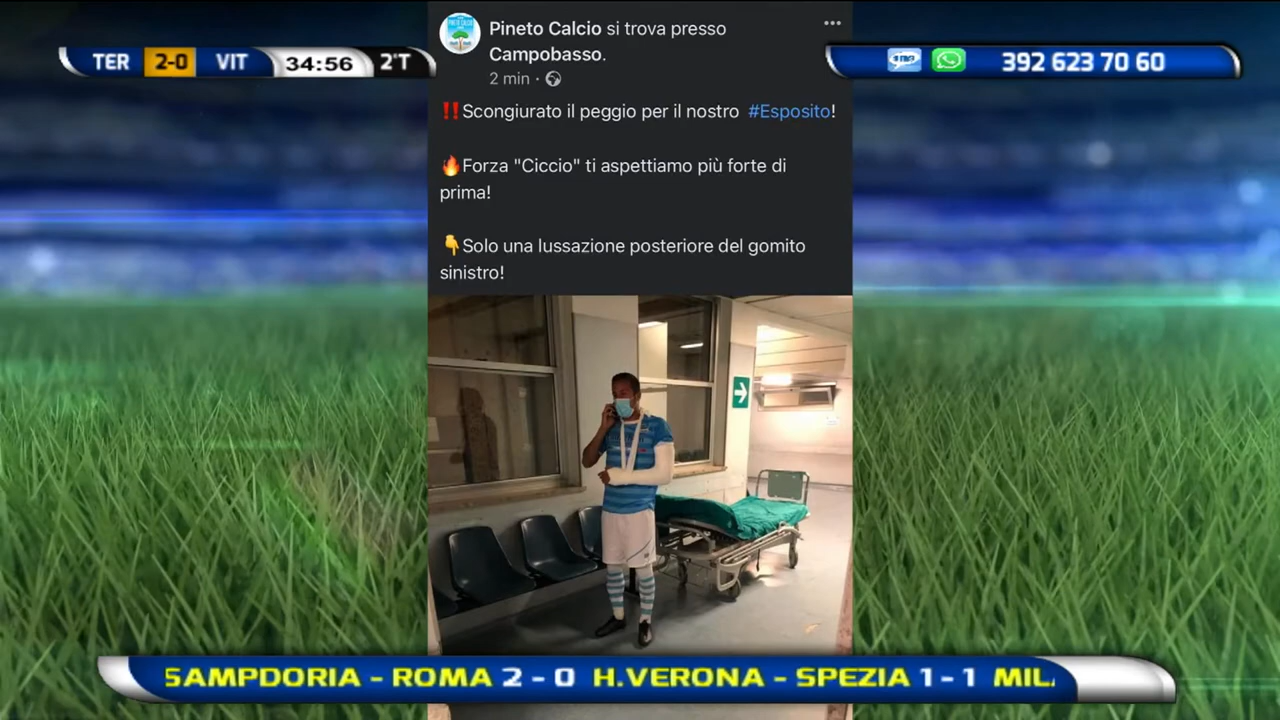 TER 2-0 VIT 34:56 2'T
392 623 70 60
Pineto Calcio si trova presso
Campobasso.
2 min ·
‼️Scongiurato il peggio per il nostro #Esposito!
🔥Forza "Ciccio" ti aspettiamo più forte di
prima!
👇Solo una lussazione posteriore del gomito
sinistro!
SAMPDORIA - ROMA 2 - 0 H.VERONA - SPEZIA 1 - 1